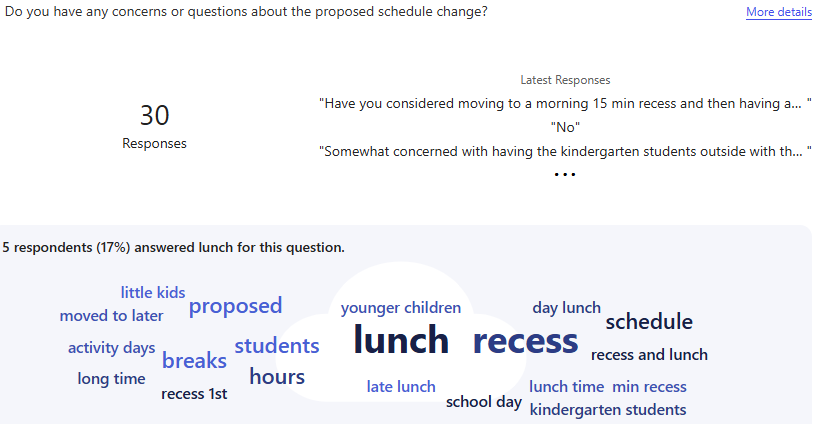 Do you have any concerns or questions about the proposed schedule change?
More details
30
Responses
Latest Responses
"Have you considered moving to a morning 15 min recess and then having a... "
"No"
"Somewhat concerned with having the kindergarten students outside with th... "
...
5 respondents (17%) answered lunch for this question.
little kids
proposed
younger children
day lunch
moved to later
schedule
activity days
breaks
students
lunch
recess
recess and lunch
long time
hours
recess 1st
late lunch
lunch time
min recess
school day
kindergarten students